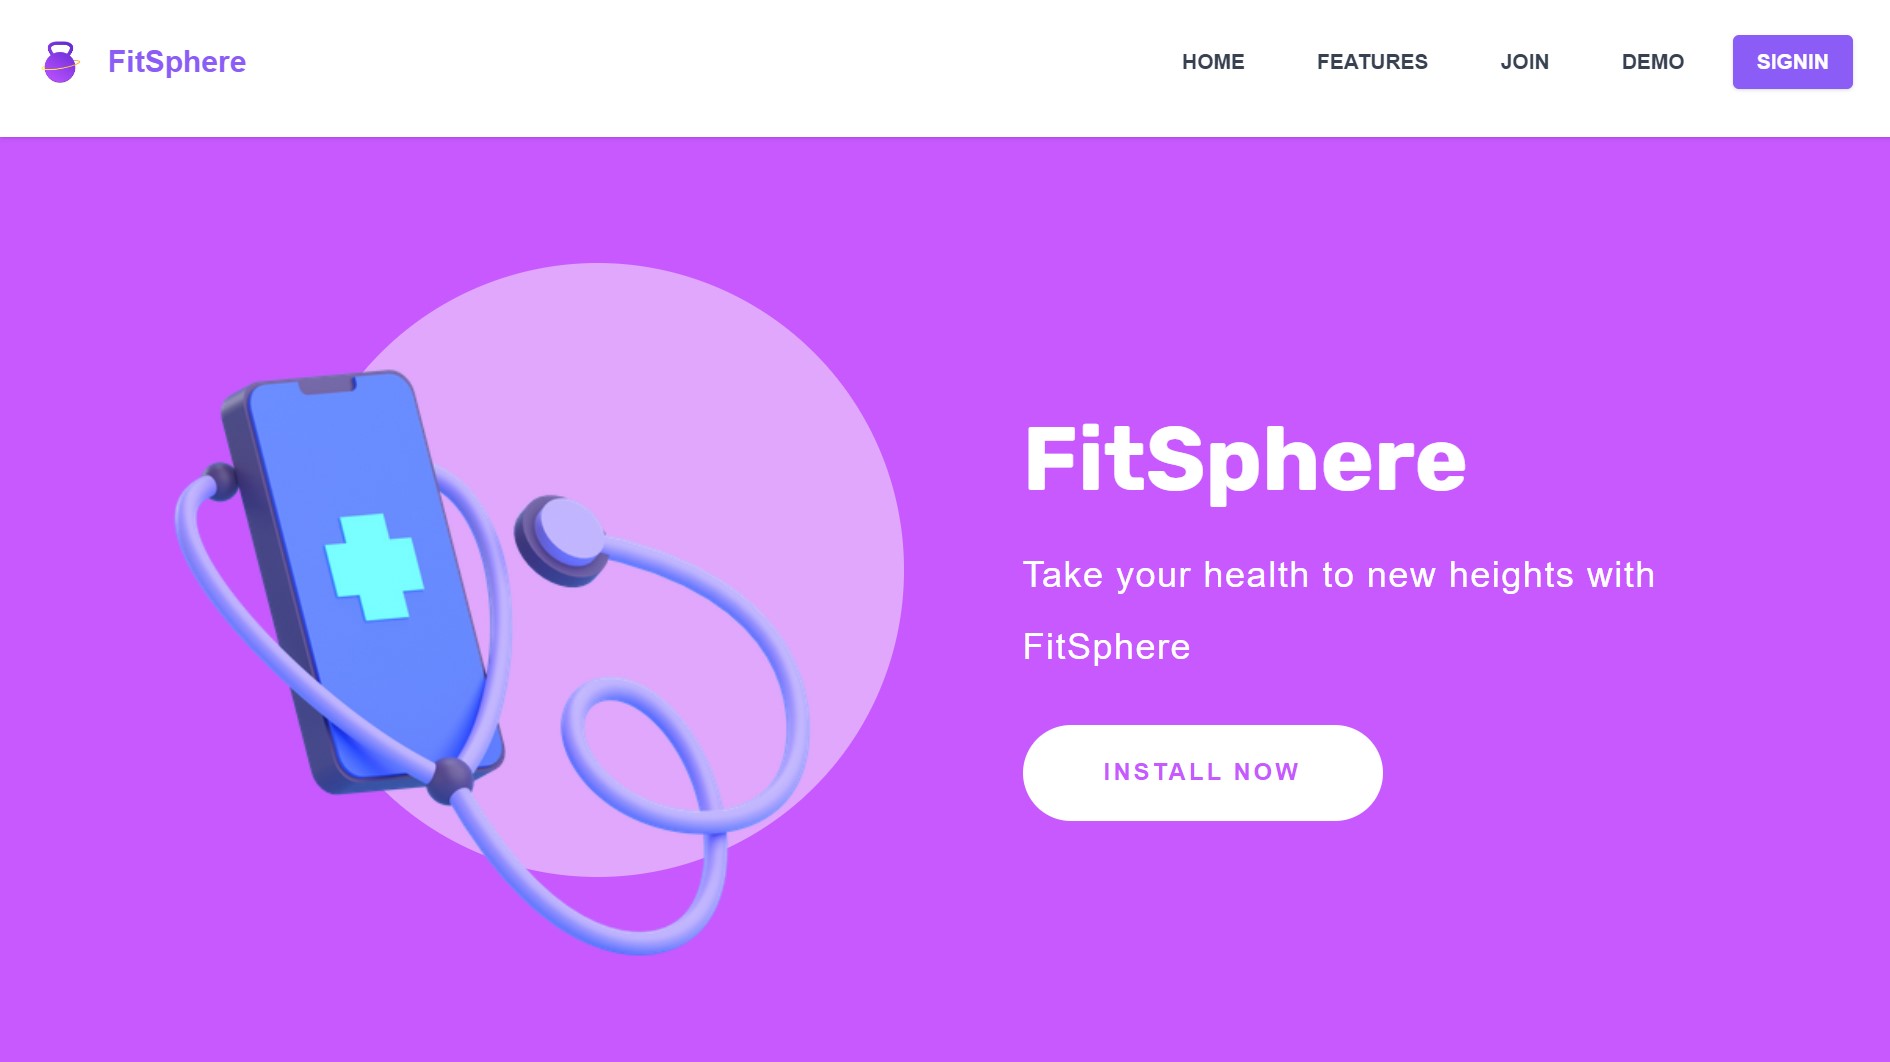 FitSphere
HOME FEATURES JOIN DEMO SIGNIN
FitSphere
Take your health to new heights with
FitSphere
INSTALL NOW